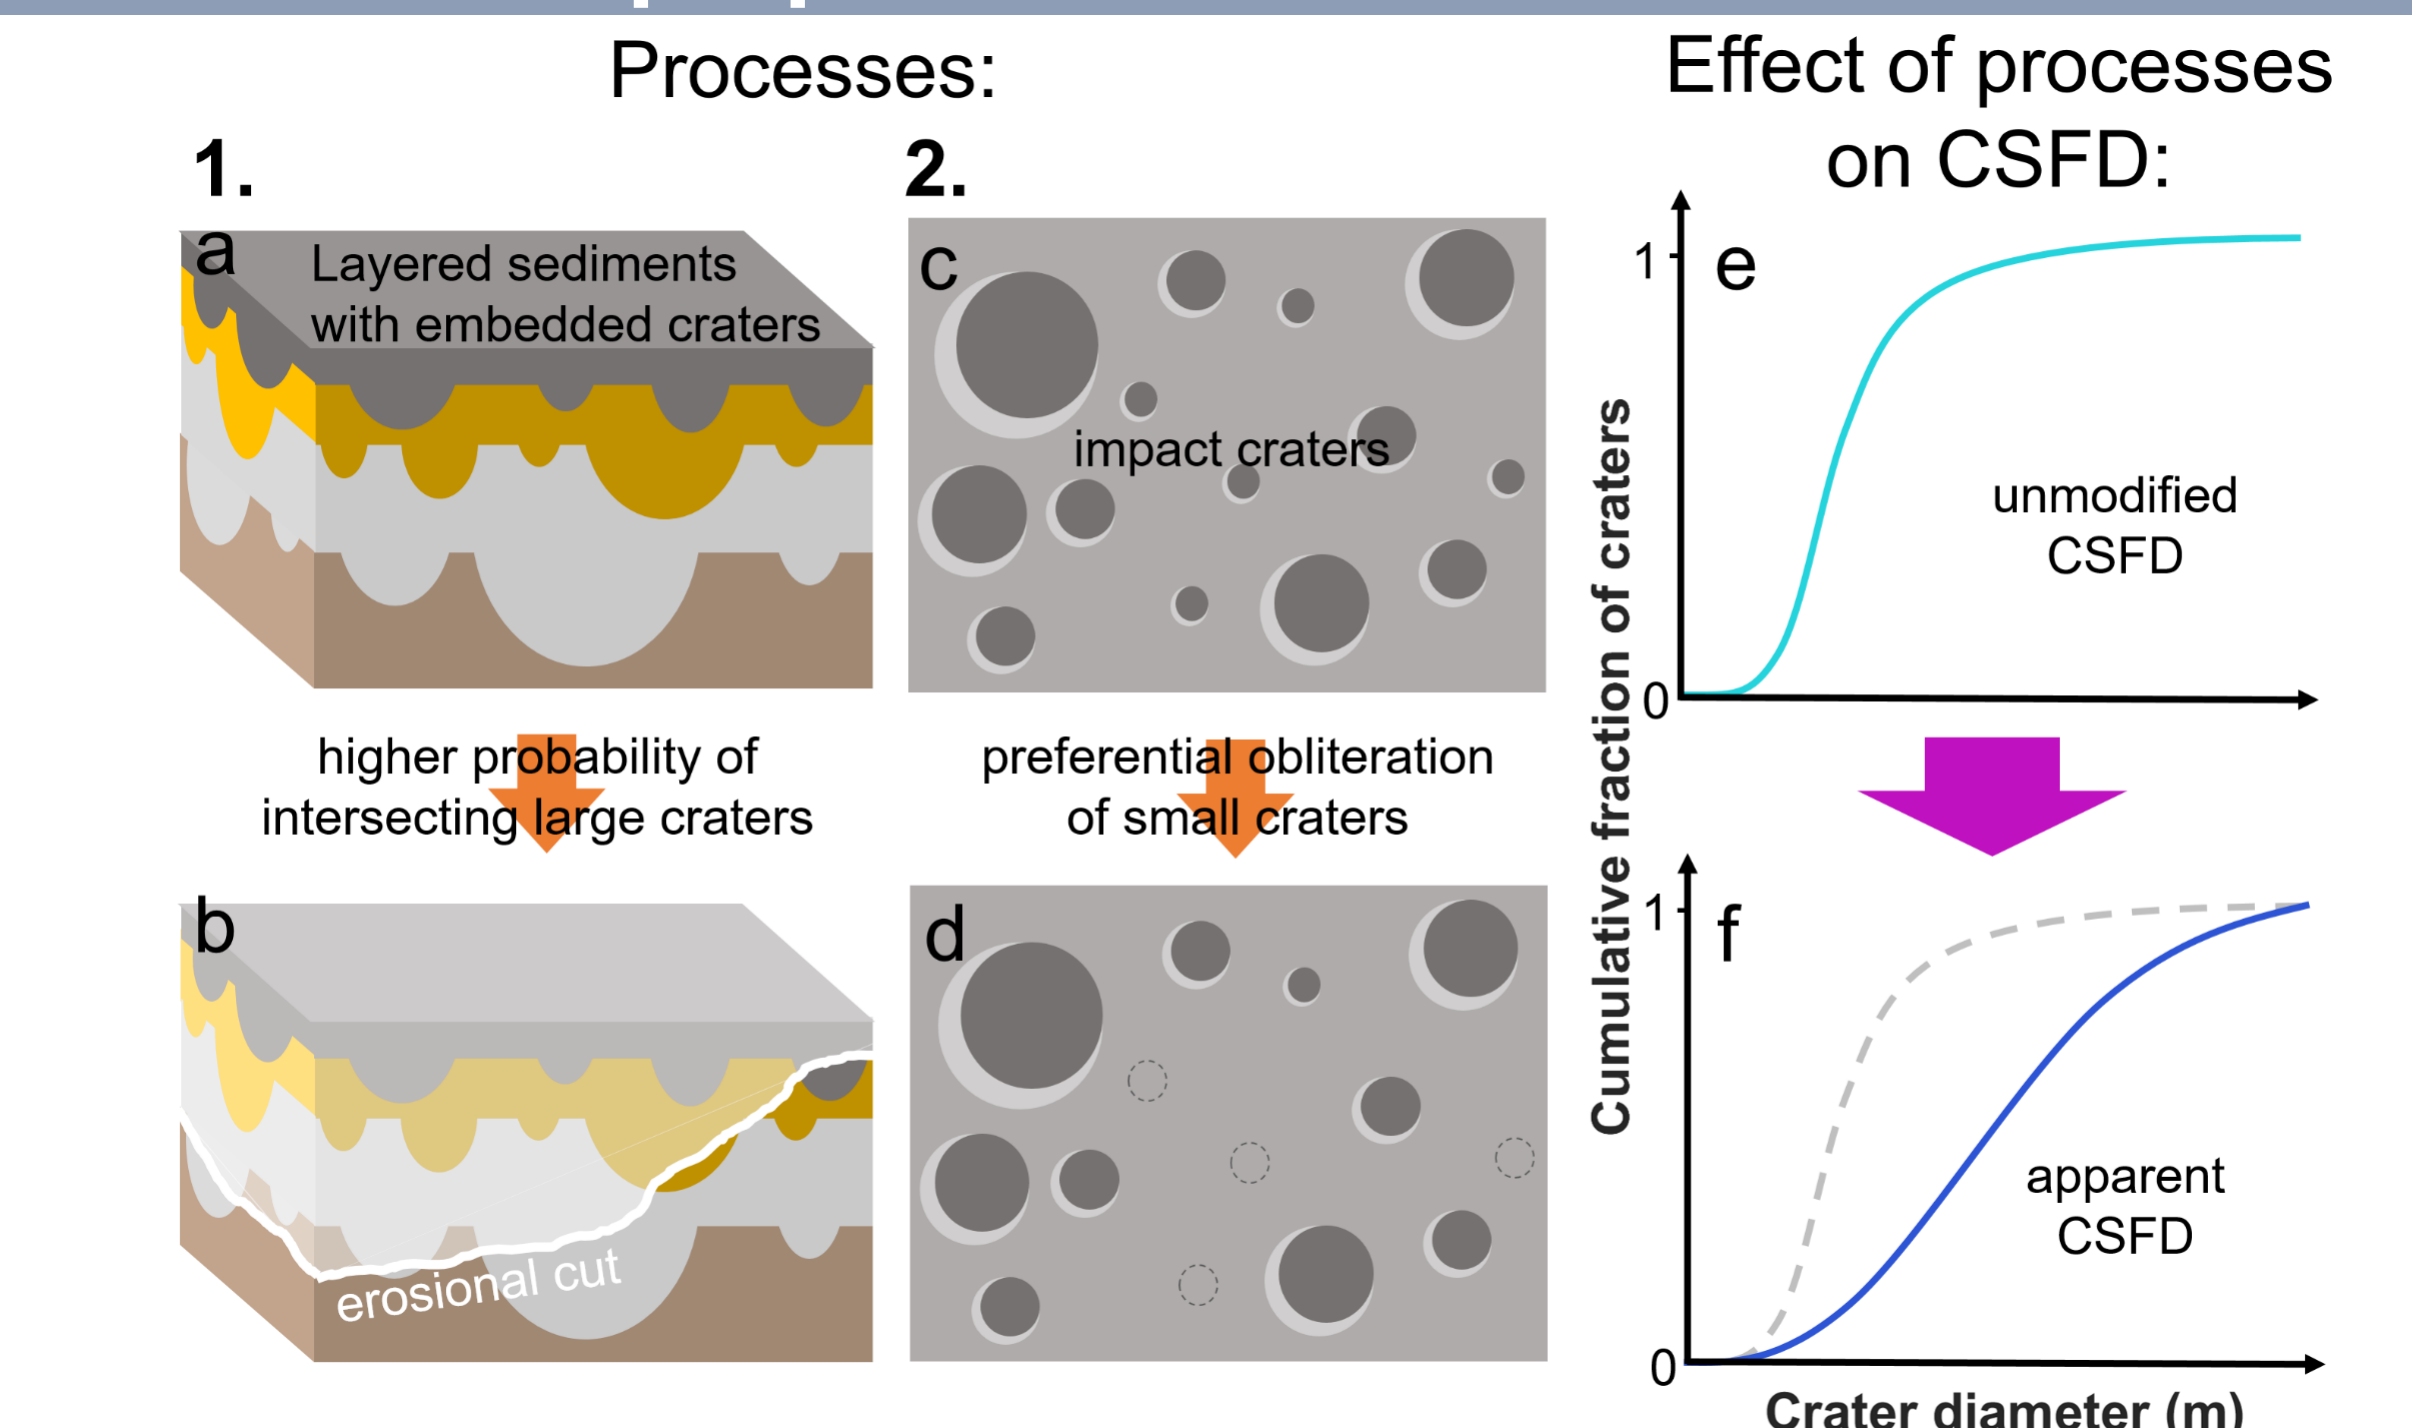 Processes:
Effect of processes
on CSFD:
1.
2.
a
Layered sediments
with embedded craters
c
impact craters
1
e
unmodified
CSFD
0
higher probability of
intersecting large craters
preferential obliteration
of small craters
Cumulative fraction of craters
b
erosional cut
d
1
f
apparent
CSFD
0
Crater diameter (m)